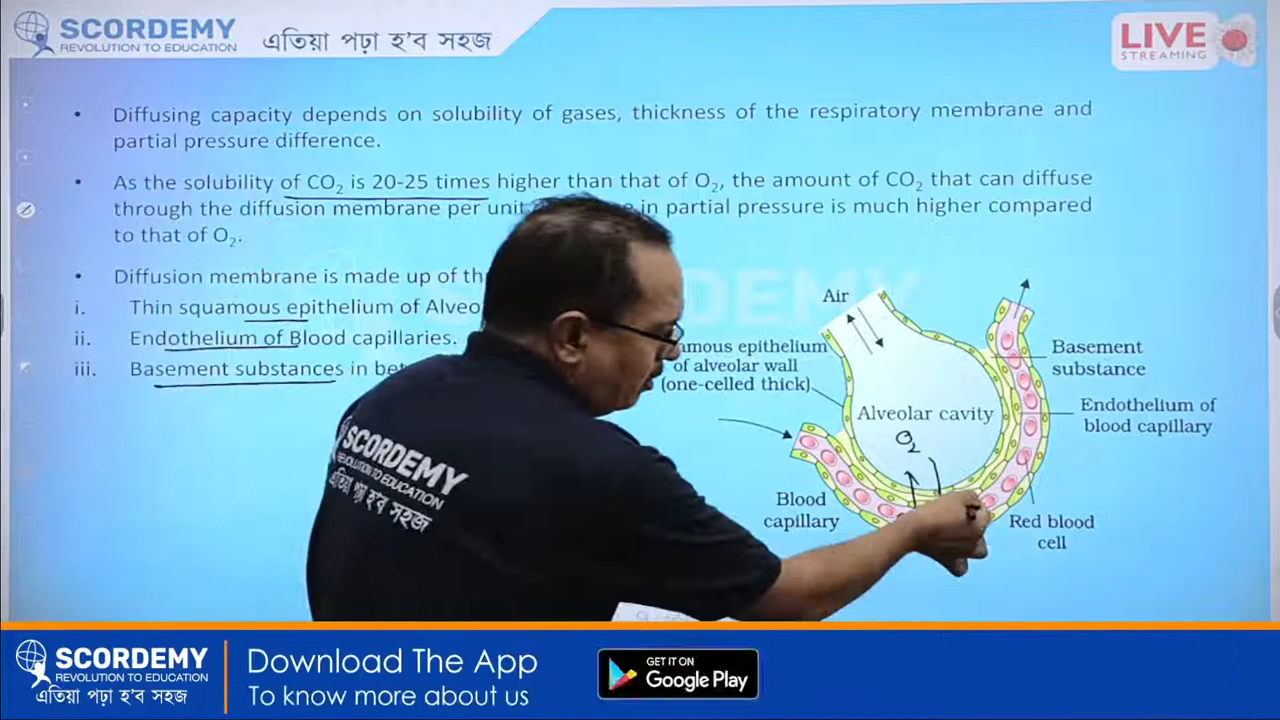 SCORDEMY
REVOLUTION TO EDUCATION
এতিয়া পঢ়া হ'ব সহজ
LIVE
STREAMING
• Diffusing capacity depends on solubility of gases, thickness of the respiratory membrane and
partial pressure difference.
• As the solubility of CO₂ is 20-25 times higher than that of O₂, the amount of CO₂ that can diffuse
through the diffusion membrane per unit in partial pressure is much higher compared
to that of O₂.
• Diffusion membrane is made up of
i. Thin squamous epithelium of
ii. Endothelium of Blood capillaries.
iii. Basement substances in
Air
epithelium
of alveolar wall
(one-celled thick)
Alveolar cavity
O₂
Blood
capillary
Basement
substance
Endothelium of
blood capillary
Red blood
cell
SCORDEMY
REVOLUTION TO EDUCATION
এতিয়া পঢ়া হ'ব সহজ
SCORDEMY
REVOLUTION TO EDUCATION
এতিয়া পঢ়া হ'ব সহজ
Download The App
To know more about us
GET IT ON
Google Play